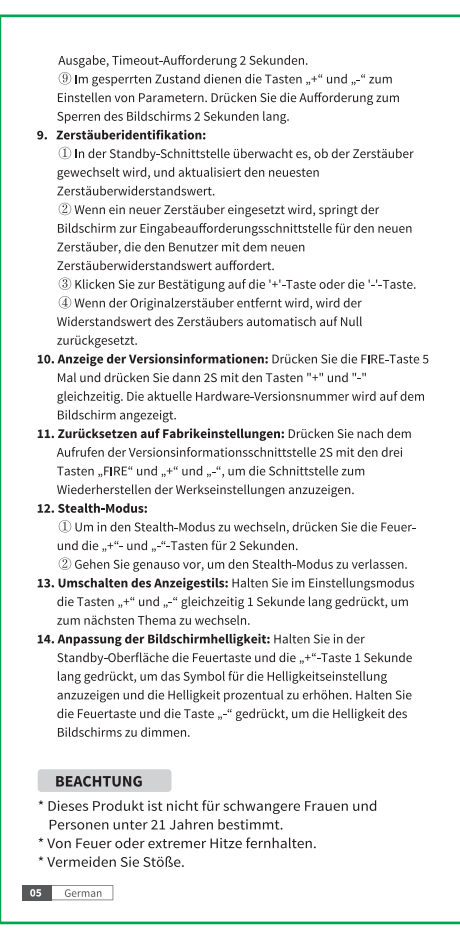 Ausgabe, Timeout-Aufforderung 2 Sekunden.
⑨ Im gesperrten Zustand dienen die Tasten „+“ und „-“ zum
Einstellen von Parametern. Drücken Sie die Aufforderung zum
Sperren des Bildschirms 2 Sekunden lang.
9. Zerstäuberidentifikation:
① In der Standby-Schnittstelle überwacht es, ob der Zerstäuber
gewechselt wird, und aktualisiert den neuesten
Zerstäuberwiderstandswert.
② Wenn ein neuer Zerstäuber eingesetzt wird, springt der
Bildschirm zur Eingabeaufforderungsschnittstelle für den neuen
Zerstäuber, die den Benutzer mit dem neuen
Zerstäuberwiderstandswert auffordert.
③ Klicken Sie zur Bestätigung auf die '+'-Taste oder die '-'-Taste.
④ Wenn der Originalzerstäuber entfernt wird, wird der
Widerstandswert des Zerstäubers automatisch auf Null
zurückgesetzt.
10. Anzeige der Versionsinformationen: Drücken Sie die FIRE-Taste 5
Mal und drücken Sie dann 2S mit den Tasten "+" und "-"
gleichzeitig. Die aktuelle Hardware-Versionsnummer wird auf dem
Bildschirm angezeigt.
11. Zurücksetzen auf Fabrikeinstellungen: Drücken Sie nach dem
Aufrufen der Versionsinformationsschnittstelle 2S mit den drei
Tasten „FIRE“ und „+“ und „-“, um die Schnittstelle zum
Wiederherstellen der Werkseinstellungen anzuzeigen.
12. Stealth-Modus:
① Um in den Stealth-Modus zu wechseln, drücken Sie die Feuer-
und die „+“- und „-“-Tasten für 2 Sekunden.
② Gehen Sie genauso vor, um den Stealth-Modus zu verlassen.
13. Umschalten des Anzeigestils: Halten Sie im Einstellungsmodus
die Tasten „+“ und „-“ gleichzeitig 1 Sekunde lang gedrückt, um
zum nächsten Thema zu wechseln.
14. Anpassung der Bildschirmhelligkeit: Halten Sie in der
Standby-Oberfläche die Feuertaste und die „+“-Taste 1 Sekunde
lang gedrückt, um das Symbol für die Helligkeitseinstellung
anzuzeigen und die Helligkeit prozentual zu erhöhen. Halten Sie
die Feuertaste und die Taste „-“ gedrückt, um die Helligkeit des
Bildschirms zu dimmen.
BEACHTUNG
* Dieses Produkt ist nicht für schwangere Frauen und
Personen unter 21 Jahren bestimmt.
* Von Feuer oder extremer Hitze fernhalten.
* Vermeiden Sie Stöße.
05 German